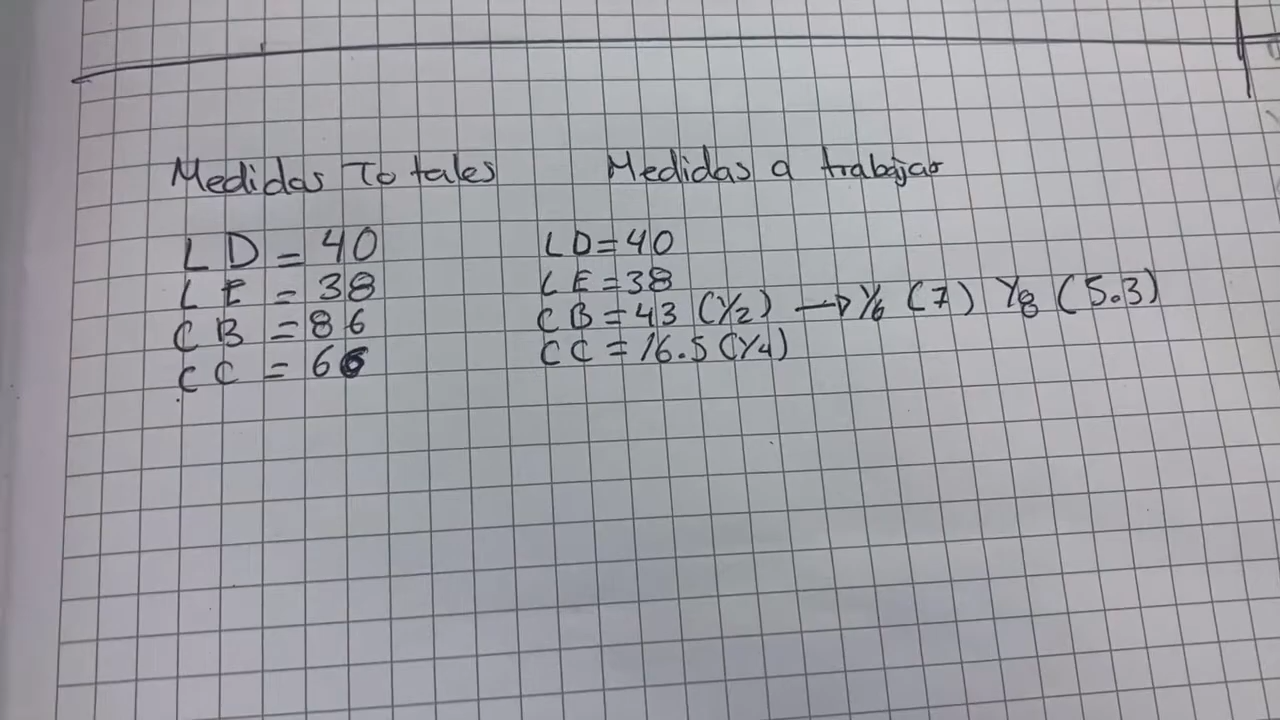 Medidas Totales
LD = 40
LE = 38
CB = 86
CC = 66
Medidas a trabajar
LD = 40
LE = 38
CB = 43 (1/2) → 1/6 (7) 1/8 (5.3)
CC = 16.5 (1/4)